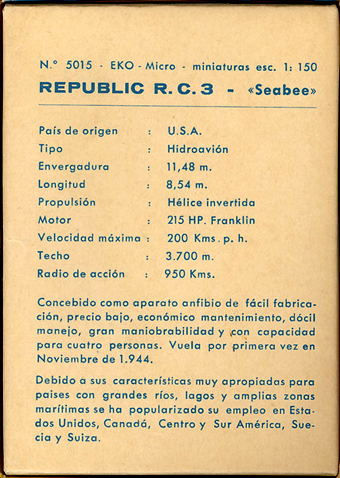 N.° 5015 - EKO - Micro - miniaturas esc. 1: 150
REPUBLIC R. C. 3 - «Seabee»
País de origen : U.S.A.
Tipo : Hidroavión
Envergadura : 11,48 m.
Longitud : 8,54 m.
Propulsión : Hélice invertida
Motor : 215 HP. Franklin
Velocidad máxima : 200 Kms. p. h.
Techo : 3.700 m.
Radio de acción : 950 Kms.
Concebido como aparato anfibio de fácil fabrica-
ción, precio bajo, económico mantenimiento, dócil
manejo, gran maniobrabilidad y con capacidad
para cuatro personas. Vuela por primera vez en
Noviembre de 1.944.
Debido a sus características muy apropiadas para
paises con grandes ríos, lagos y amplias zonas
marítimas se ha popularizado su empleo en Esta-
dos Unidos, Canadá, Centro y Sur América, Sue-
cia y Suiza.